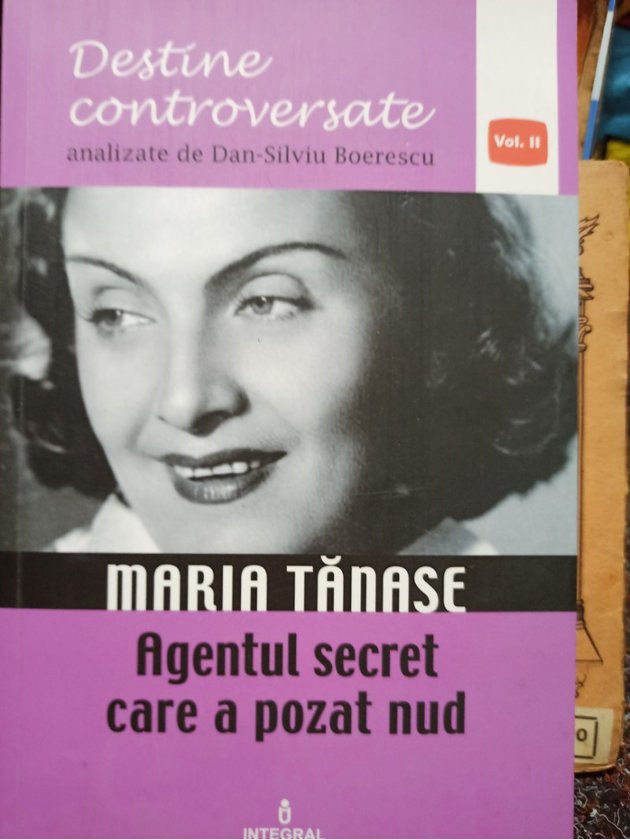 Destine
controversate
analizate de Dan-Silviu Boerescu
Vol. II
MARIA TĂNASE
Agentul secret
care a pozat nud
INTEGRAL